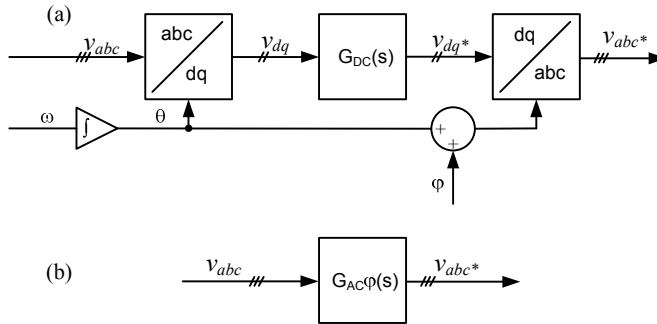 (a)
v_abc
abc
dq
v_dq
G_DC(s)
v_dq*
dq
abc
v_abc*
ω
∫
θ
+
+
φ
(b)
v_abc
G_ACφ(s)
v_abc*